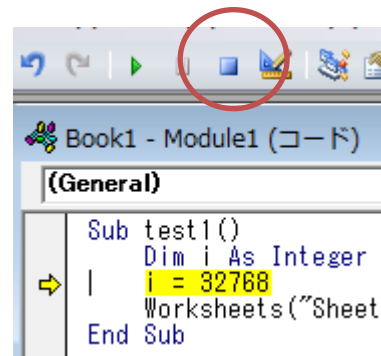 Book1 - Module1 (コード)
(General)
Sub test1()
Dim i As Integer
i = 32768
Worksheets("Sheet
End Sub